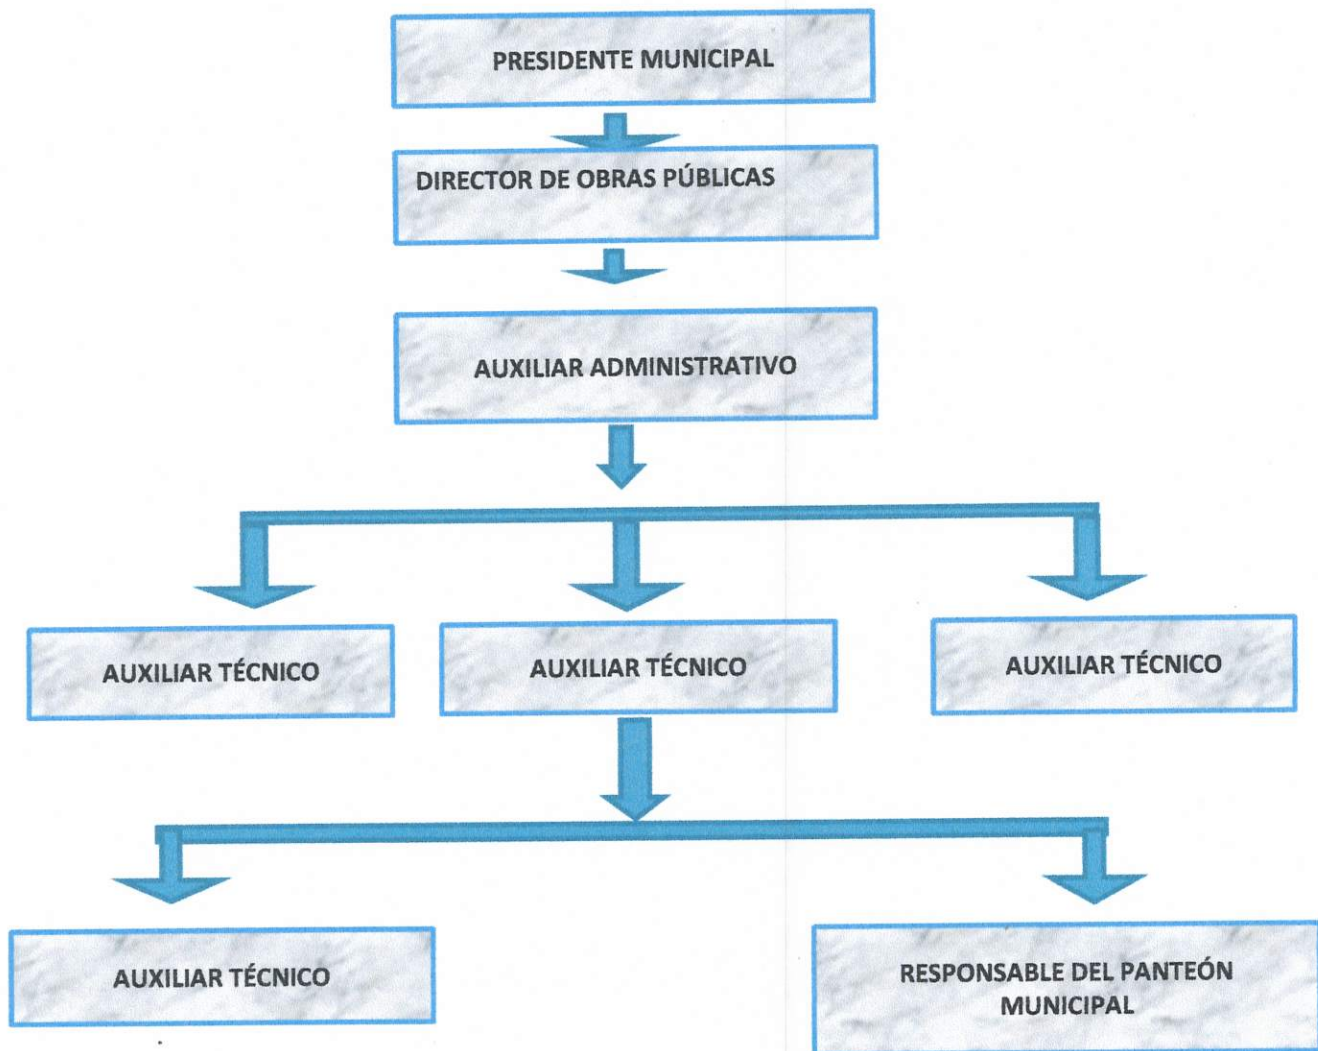 PRESIDENTE MUNICIPAL
DIRECTOR DE OBRAS PÚBLICAS
AUXILIAR ADMINISTRATIVO
AUXILIAR TÉCNICO
AUXILIAR TÉCNICO
AUXILIAR TÉCNICO
AUXILIAR TÉCNICO
RESPONSABLE DEL PANTEÓN
MUNICIPAL